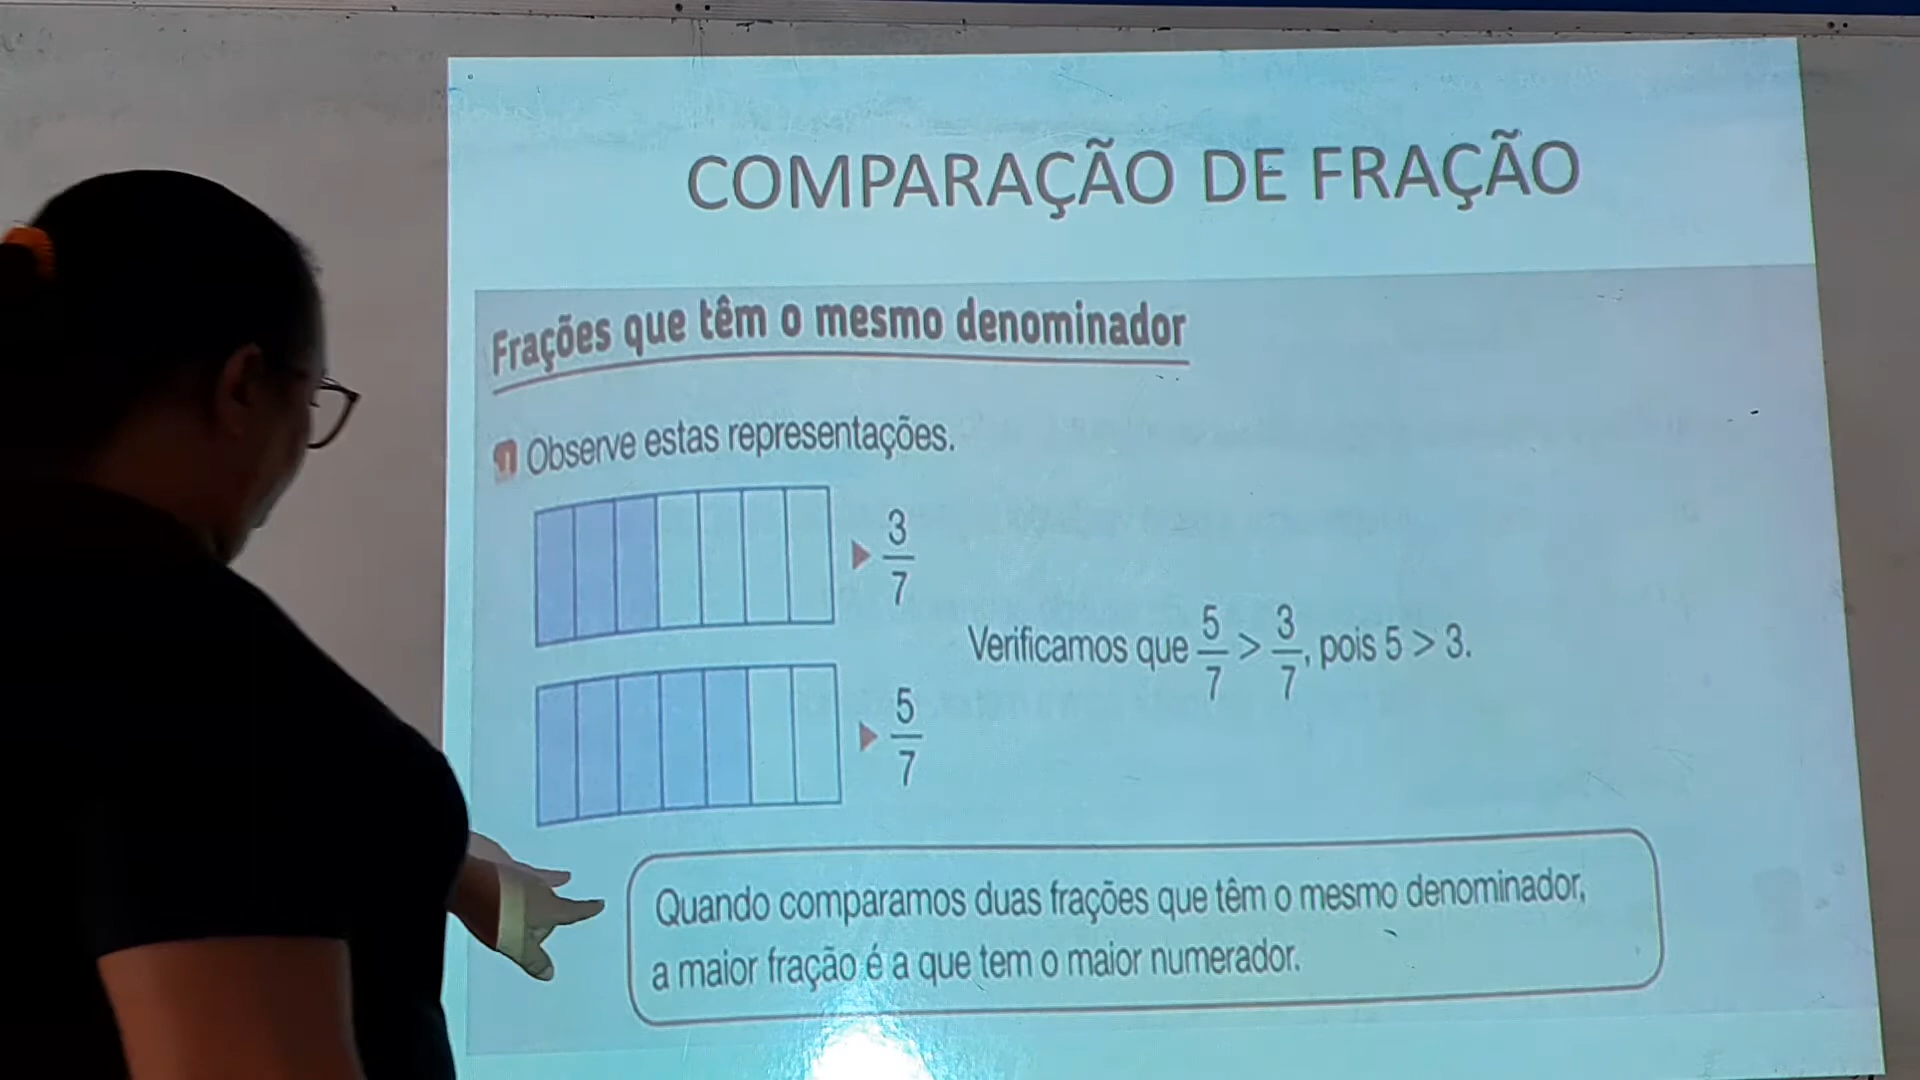 COMPARAÇÃO DE FRAÇÃO
Frações que têm o mesmo denominador
1 Observe estas representações.
3/7
Verificamos que 5/7 > 3/7, pois 5 > 3.
5/7
Quando comparamos duas frações que têm o mesmo denominador,
a maior fração é a que tem o maior numerador.